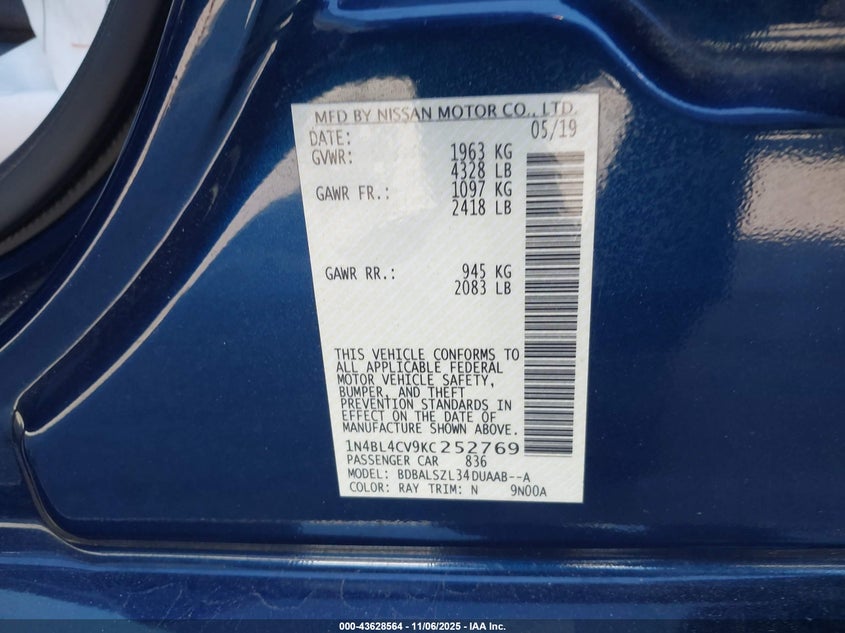 MFD BY NISSAN MOTOR CO., LTD.
DATE: 05/19
GVWR: 1963 KG
4328 LB
GAWR FR.: 1097 KG
2418 LB
GAWR RR.: 945 KG
2083 LB
THIS VEHICLE CONFORMS TO
ALL APPLICABLE FEDERAL
MOTOR VEHICLE SAFETY,
BUMPER, AND THEFT
PREVENTION STANDARDS IN
EFFECT ON THE DATE OF
MANUFACTURE SHOWN ABOVE.
1N4BL4CV9KC252769
PASSENGER CAR 836
MODEL: BDBALSZL34DUAAB--A
COLOR: RAY TRIM: N 9N00A
000-43628564 - 11/06/2025 - IAA Inc.